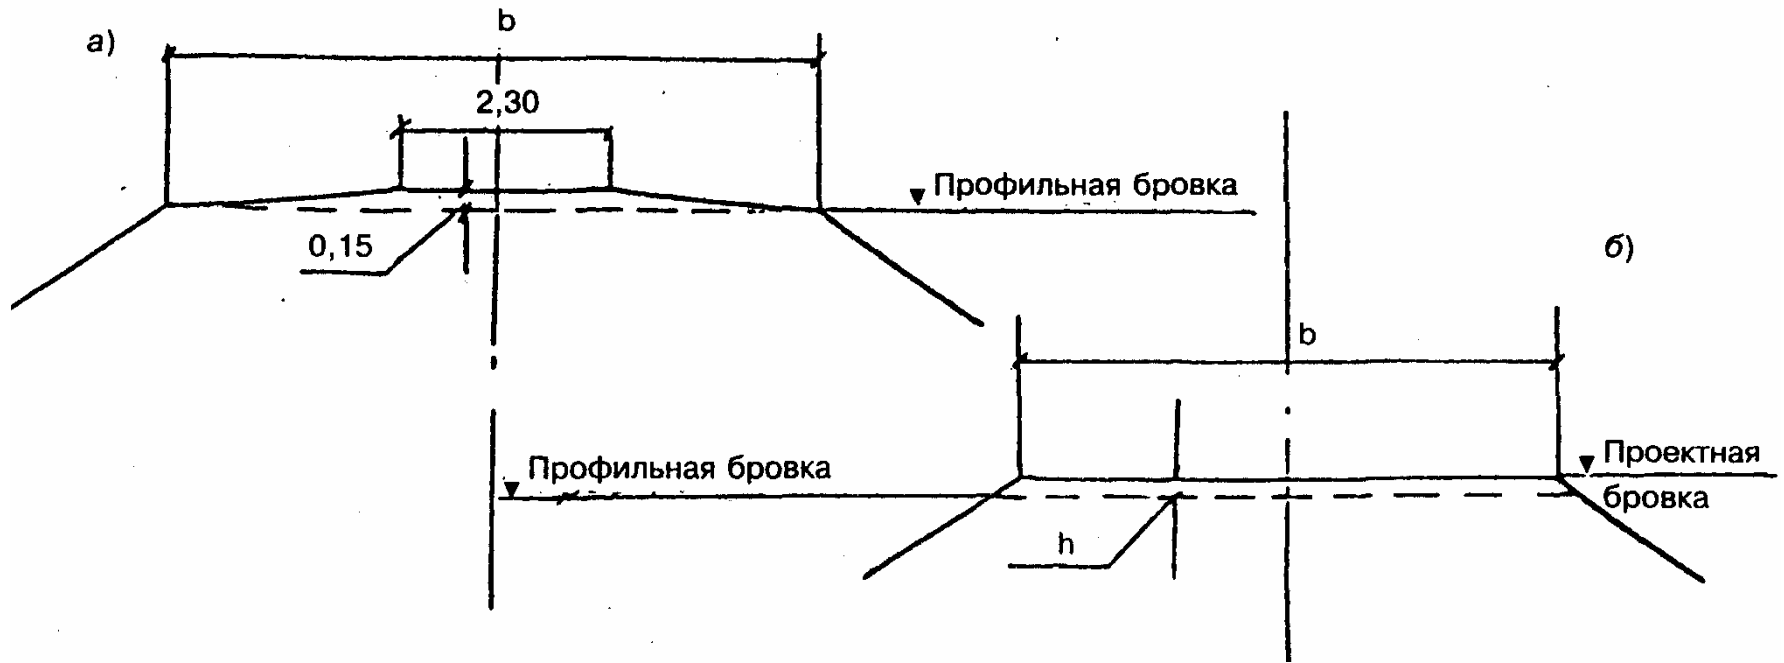 b
а)
2,30
Профильная бровка
0,15
б)
b
Профильная бровка
Проектная
бровка
h